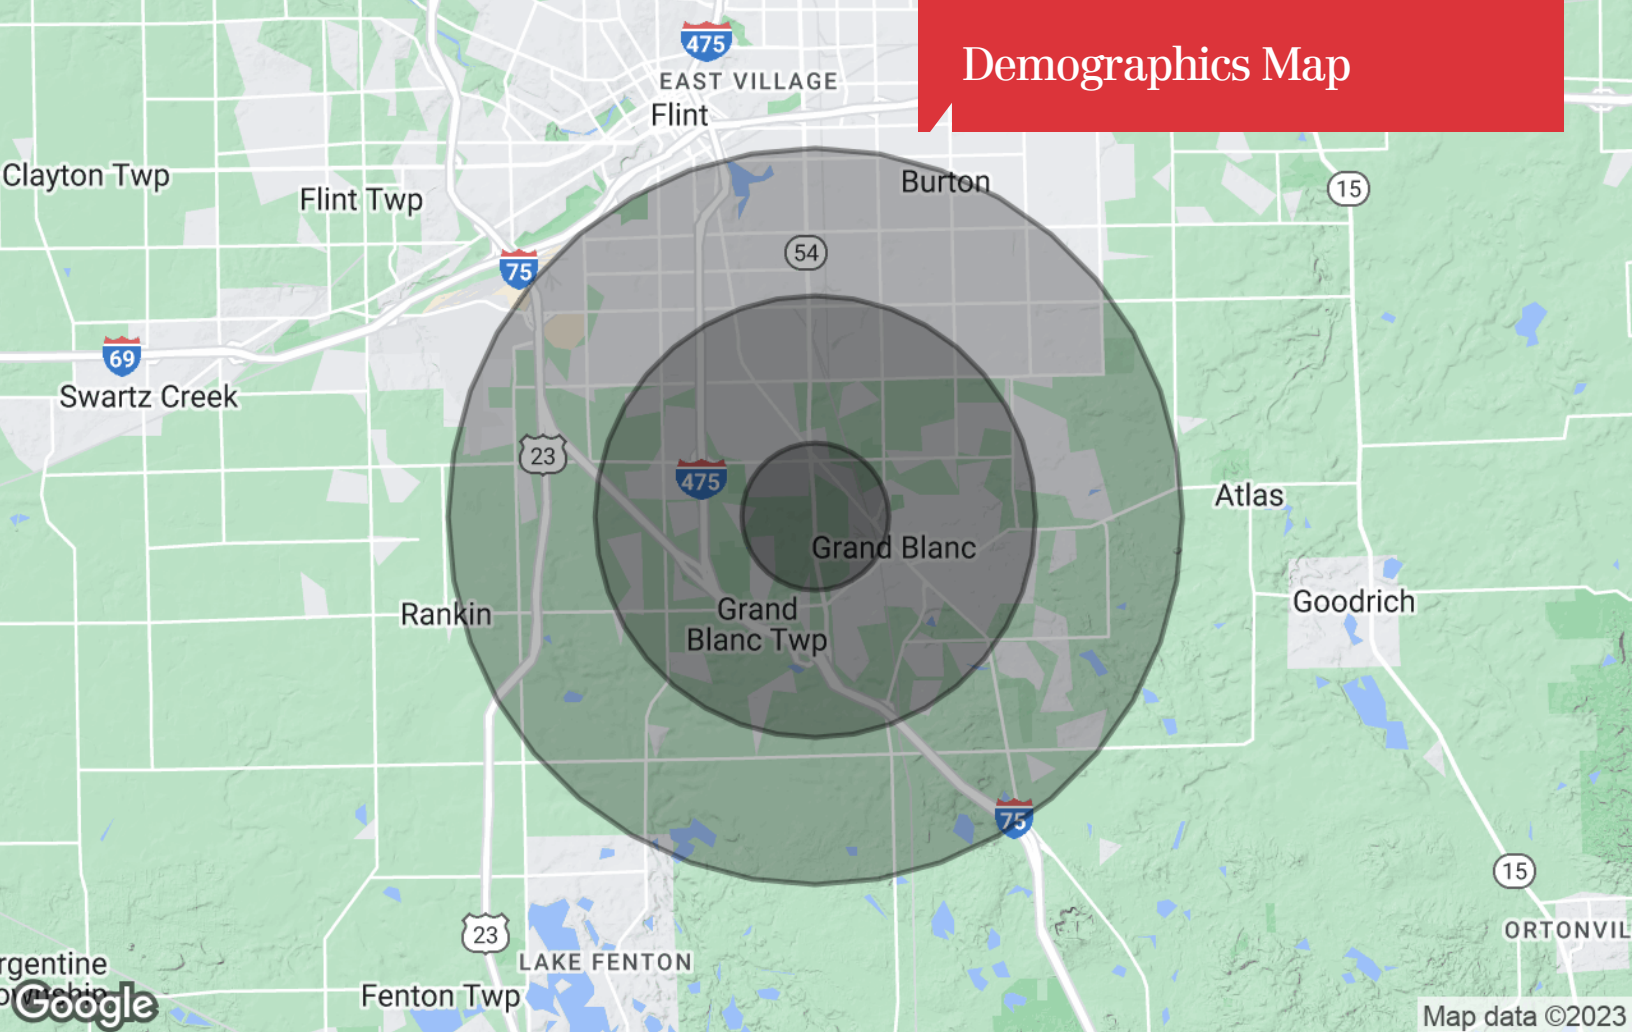 Demographics Map
475
EAST VILLAGE
Flint
Clayton Twp
Flint Twp
Burton
15
54
75
69
Swartz Creek
23
475
Atlas
Grand Blanc
Rankin
Grand
Blanc Twp
Goodrich
75
15
23
ORTONVIL
LAKE FENTON
rgentine
Fenton Twp
Google
Map data ©2023